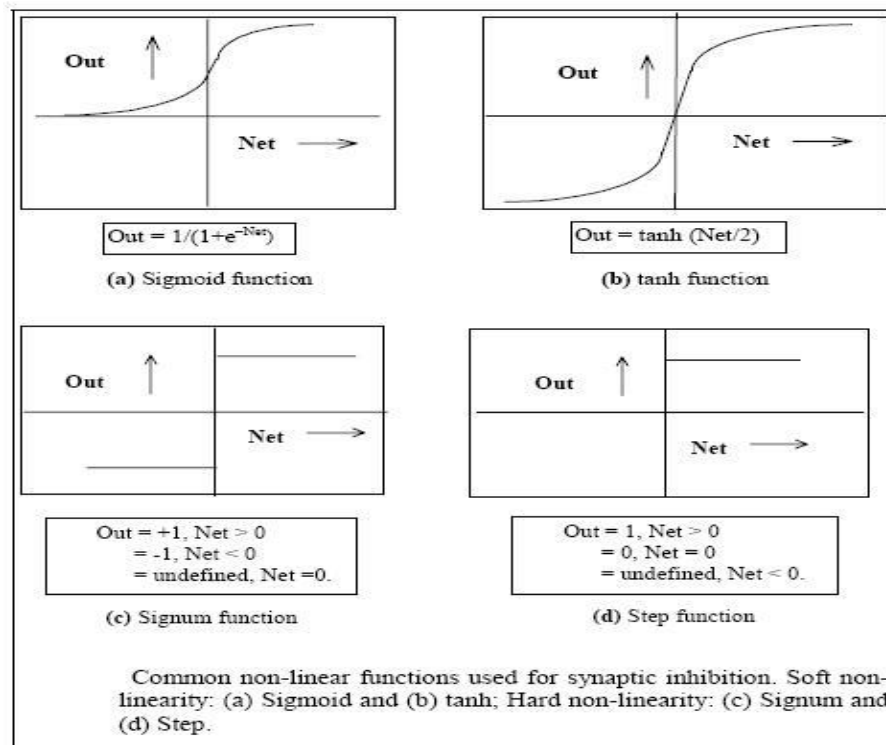 Out
Net
Out = 1/(1+e^–Net)
(a) Sigmoid function
Out
Net
Out = tanh (Net/2)
(b) tanh function
Out
Net
Out = +1, Net > 0
= -1, Net < 0
= undefined, Net =0.
(c) Signum function
Out
Net
Out = 1, Net > 0
= 0, Net = 0
= undefined, Net < 0.
(d) Step function
Common non-linear functions used for synaptic inhibition. Soft non-
linearity: (a) Sigmoid and (b) tanh; Hard non-linearity: (c) Signum and
(d) Step.